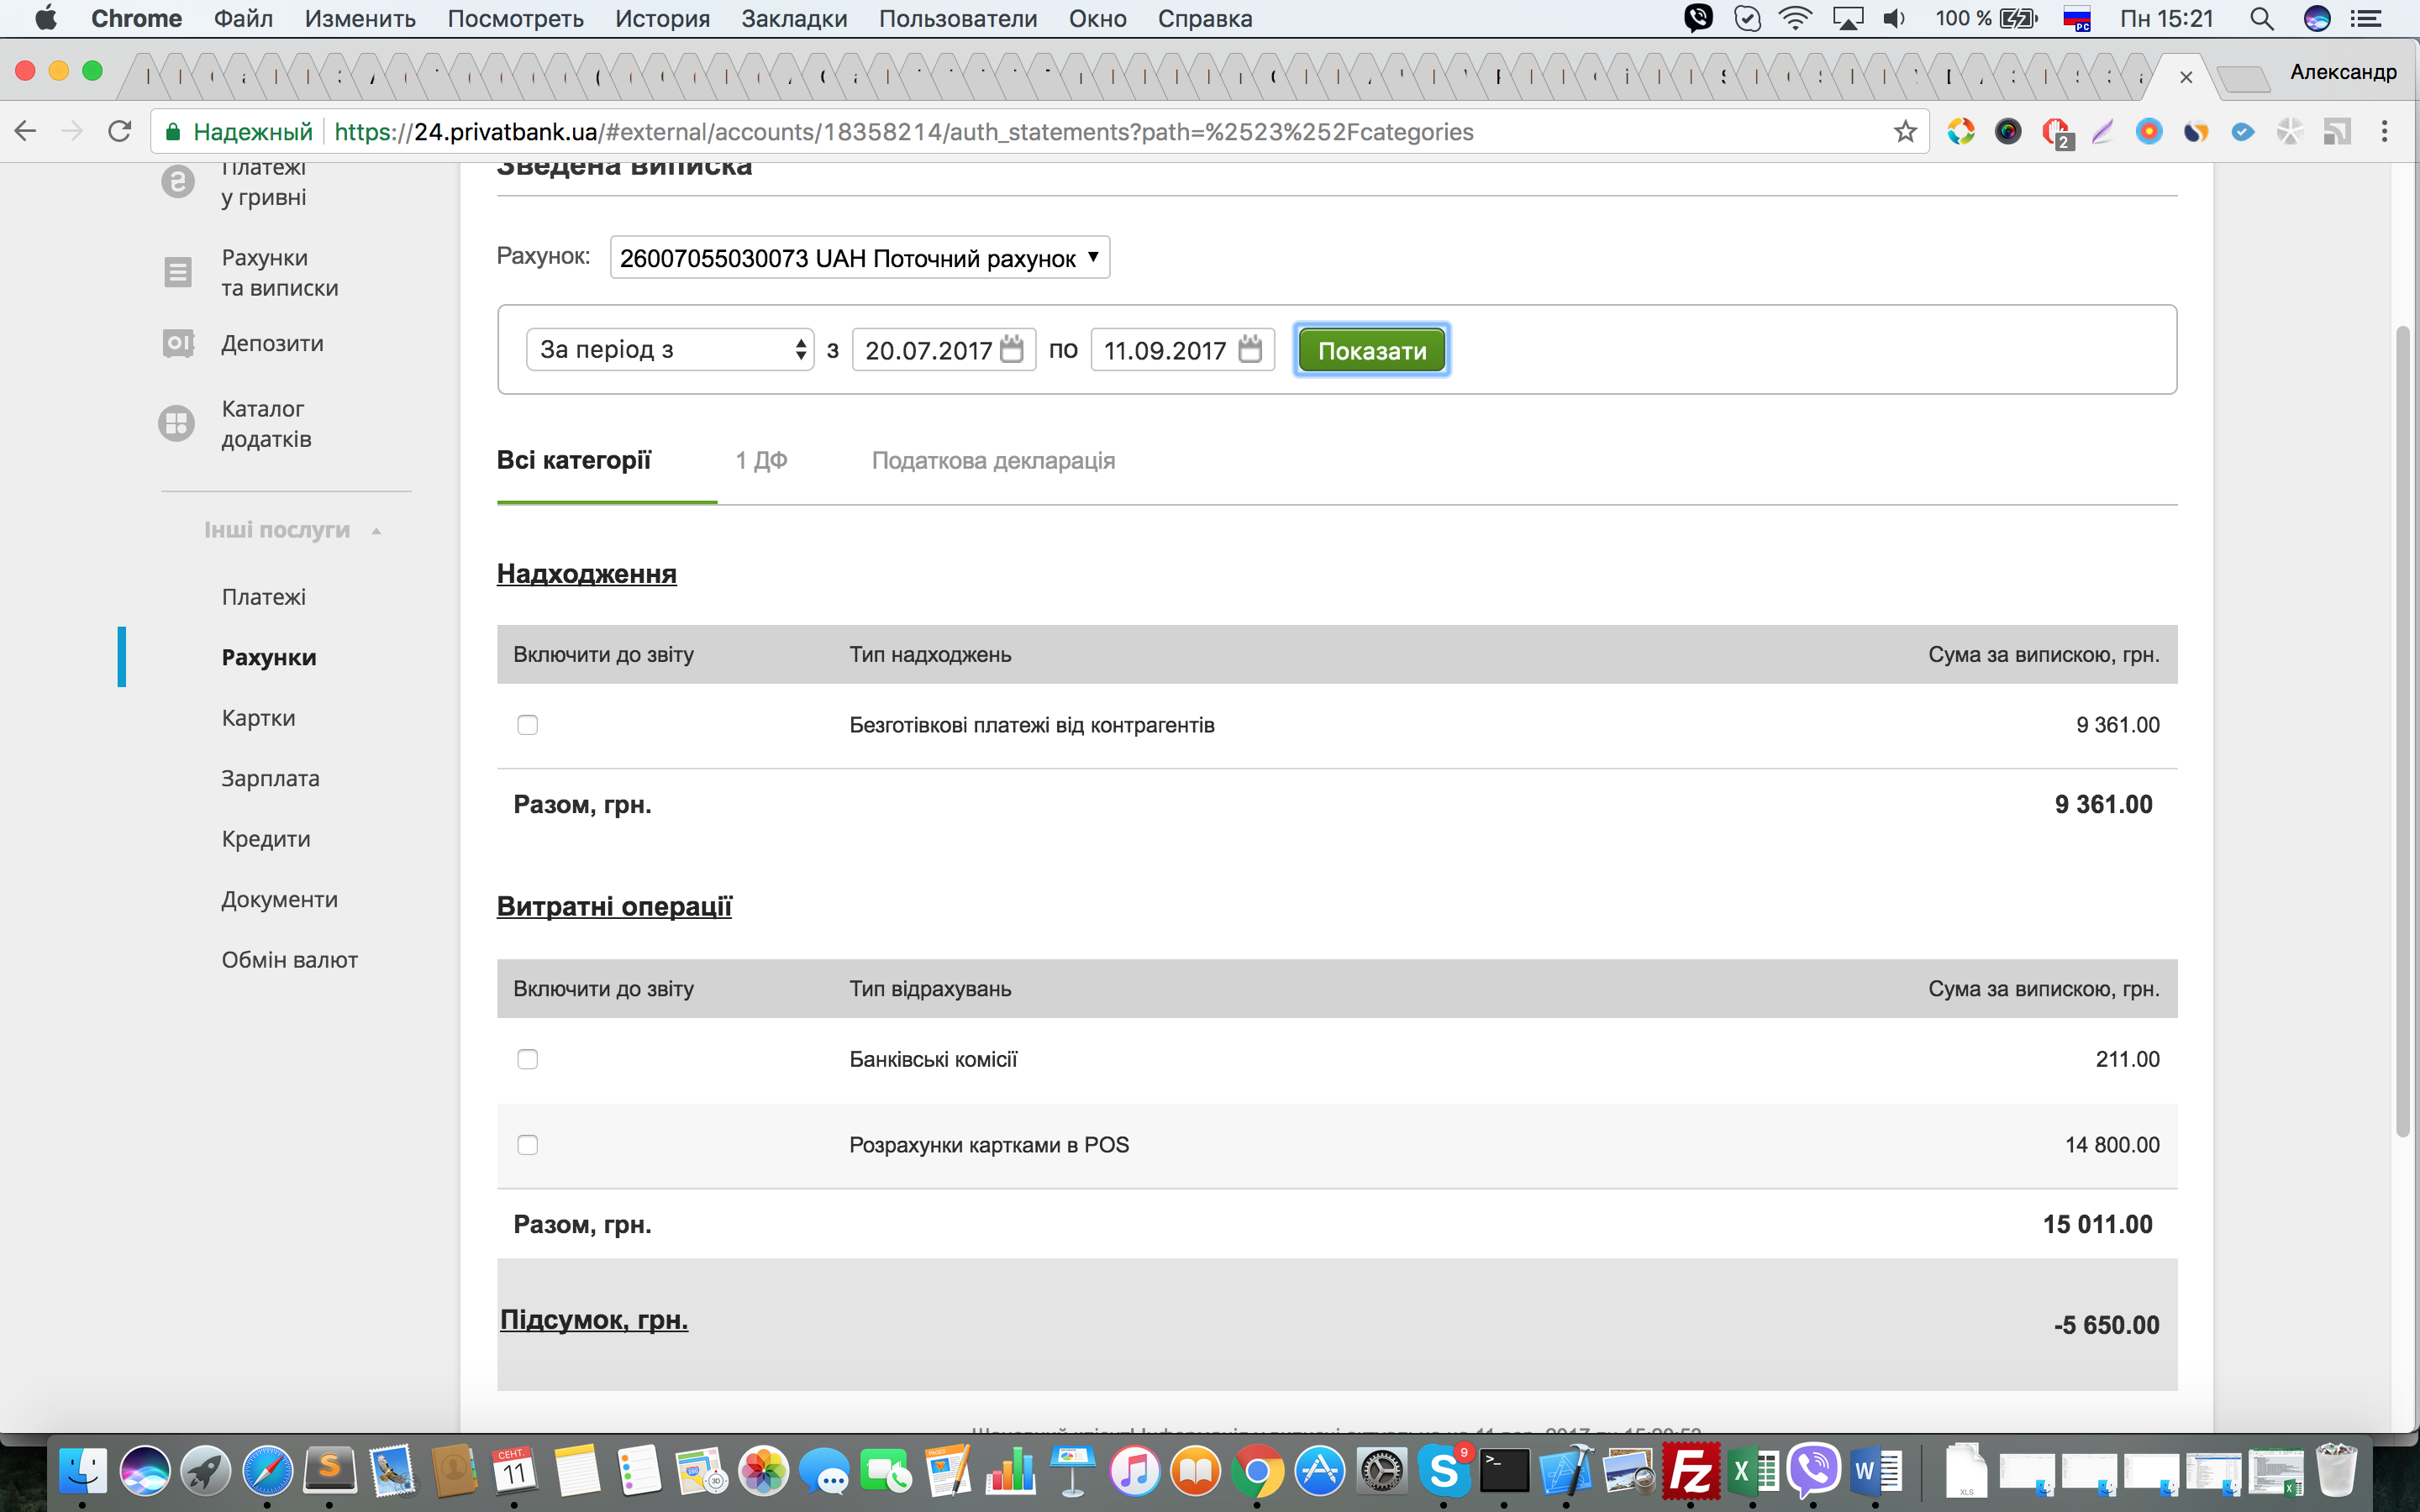 Chrome Файл Изменить Посмотреть История Закладки Пользователи Окно Справка 100 % РС Пн 15:21
Александр
Надежный https://24.privatbank.ua/#external/accounts/18358214/auth_statements?path=%2523%252Fcategories 2
Платежі
у гривні
Рахунки
та виписки
Депозити
Каталог
додатків
Інші послуги
Платежі
Рахунки
Картки
Зарплата
Кредити
Документи
Обмін валют
Зведена виписка
Рахунок: 26007055030073 UAH Поточний рахунок
За період з з 20.07.2017 по 11.09.2017 Показати
Всі категорії 1 ДФ Податкова декларація
Надходження
Включити до звіту Тип надходжень Сума за випискою, грн.
Безготівкові платежі від контрагентів 9 361.00
Разом, грн. 9 361.00
Витратні операції
Включити до звіту Тип відрахувань Сума за випискою, грн.
Банківські комісії 211.00
Розрахунки картками в POS 14 800.00
Разом, грн. 15 011.00
Підсумок, грн. -5 650.00
СЕНТ.
11
9
XLS